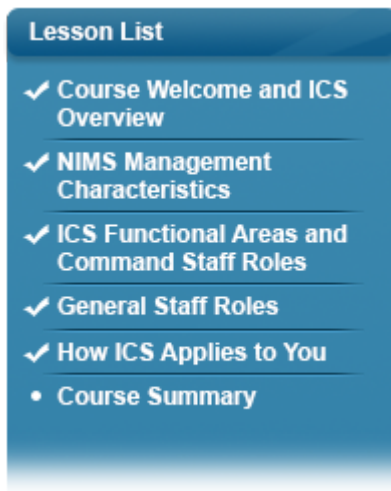 Lesson List
Course Welcome and ICS
Overview
NIMS Management
Characteristics
ICS Functional Areas and
Command Staff Roles
General Staff Roles
How ICS Applies to You
Course Summary